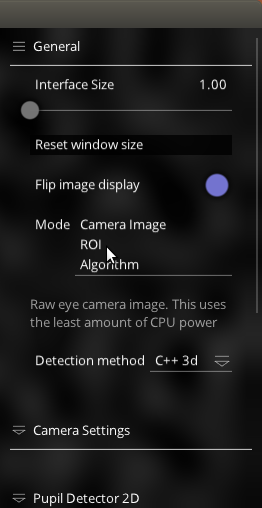 General
Interface Size 1.00
Reset window size
Flip image display
Mode Camera Image
ROI
Algorithm
Raw eye camera image. This uses
the least amount of CPU power
Detection method C++ 3d
Camera Settings
Pupil Detector 2D